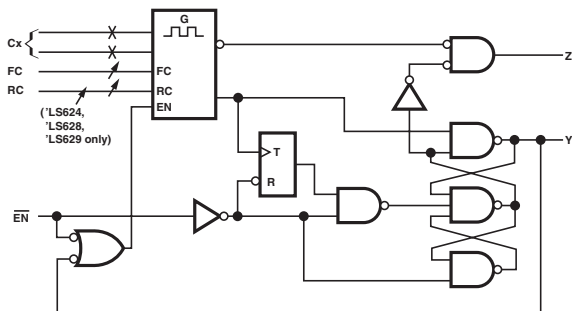 G
Cx
FC
FC
RC
RC
EN
('LS624,
'LS628,
'LS629 only)
T
R
EN
Z
Y